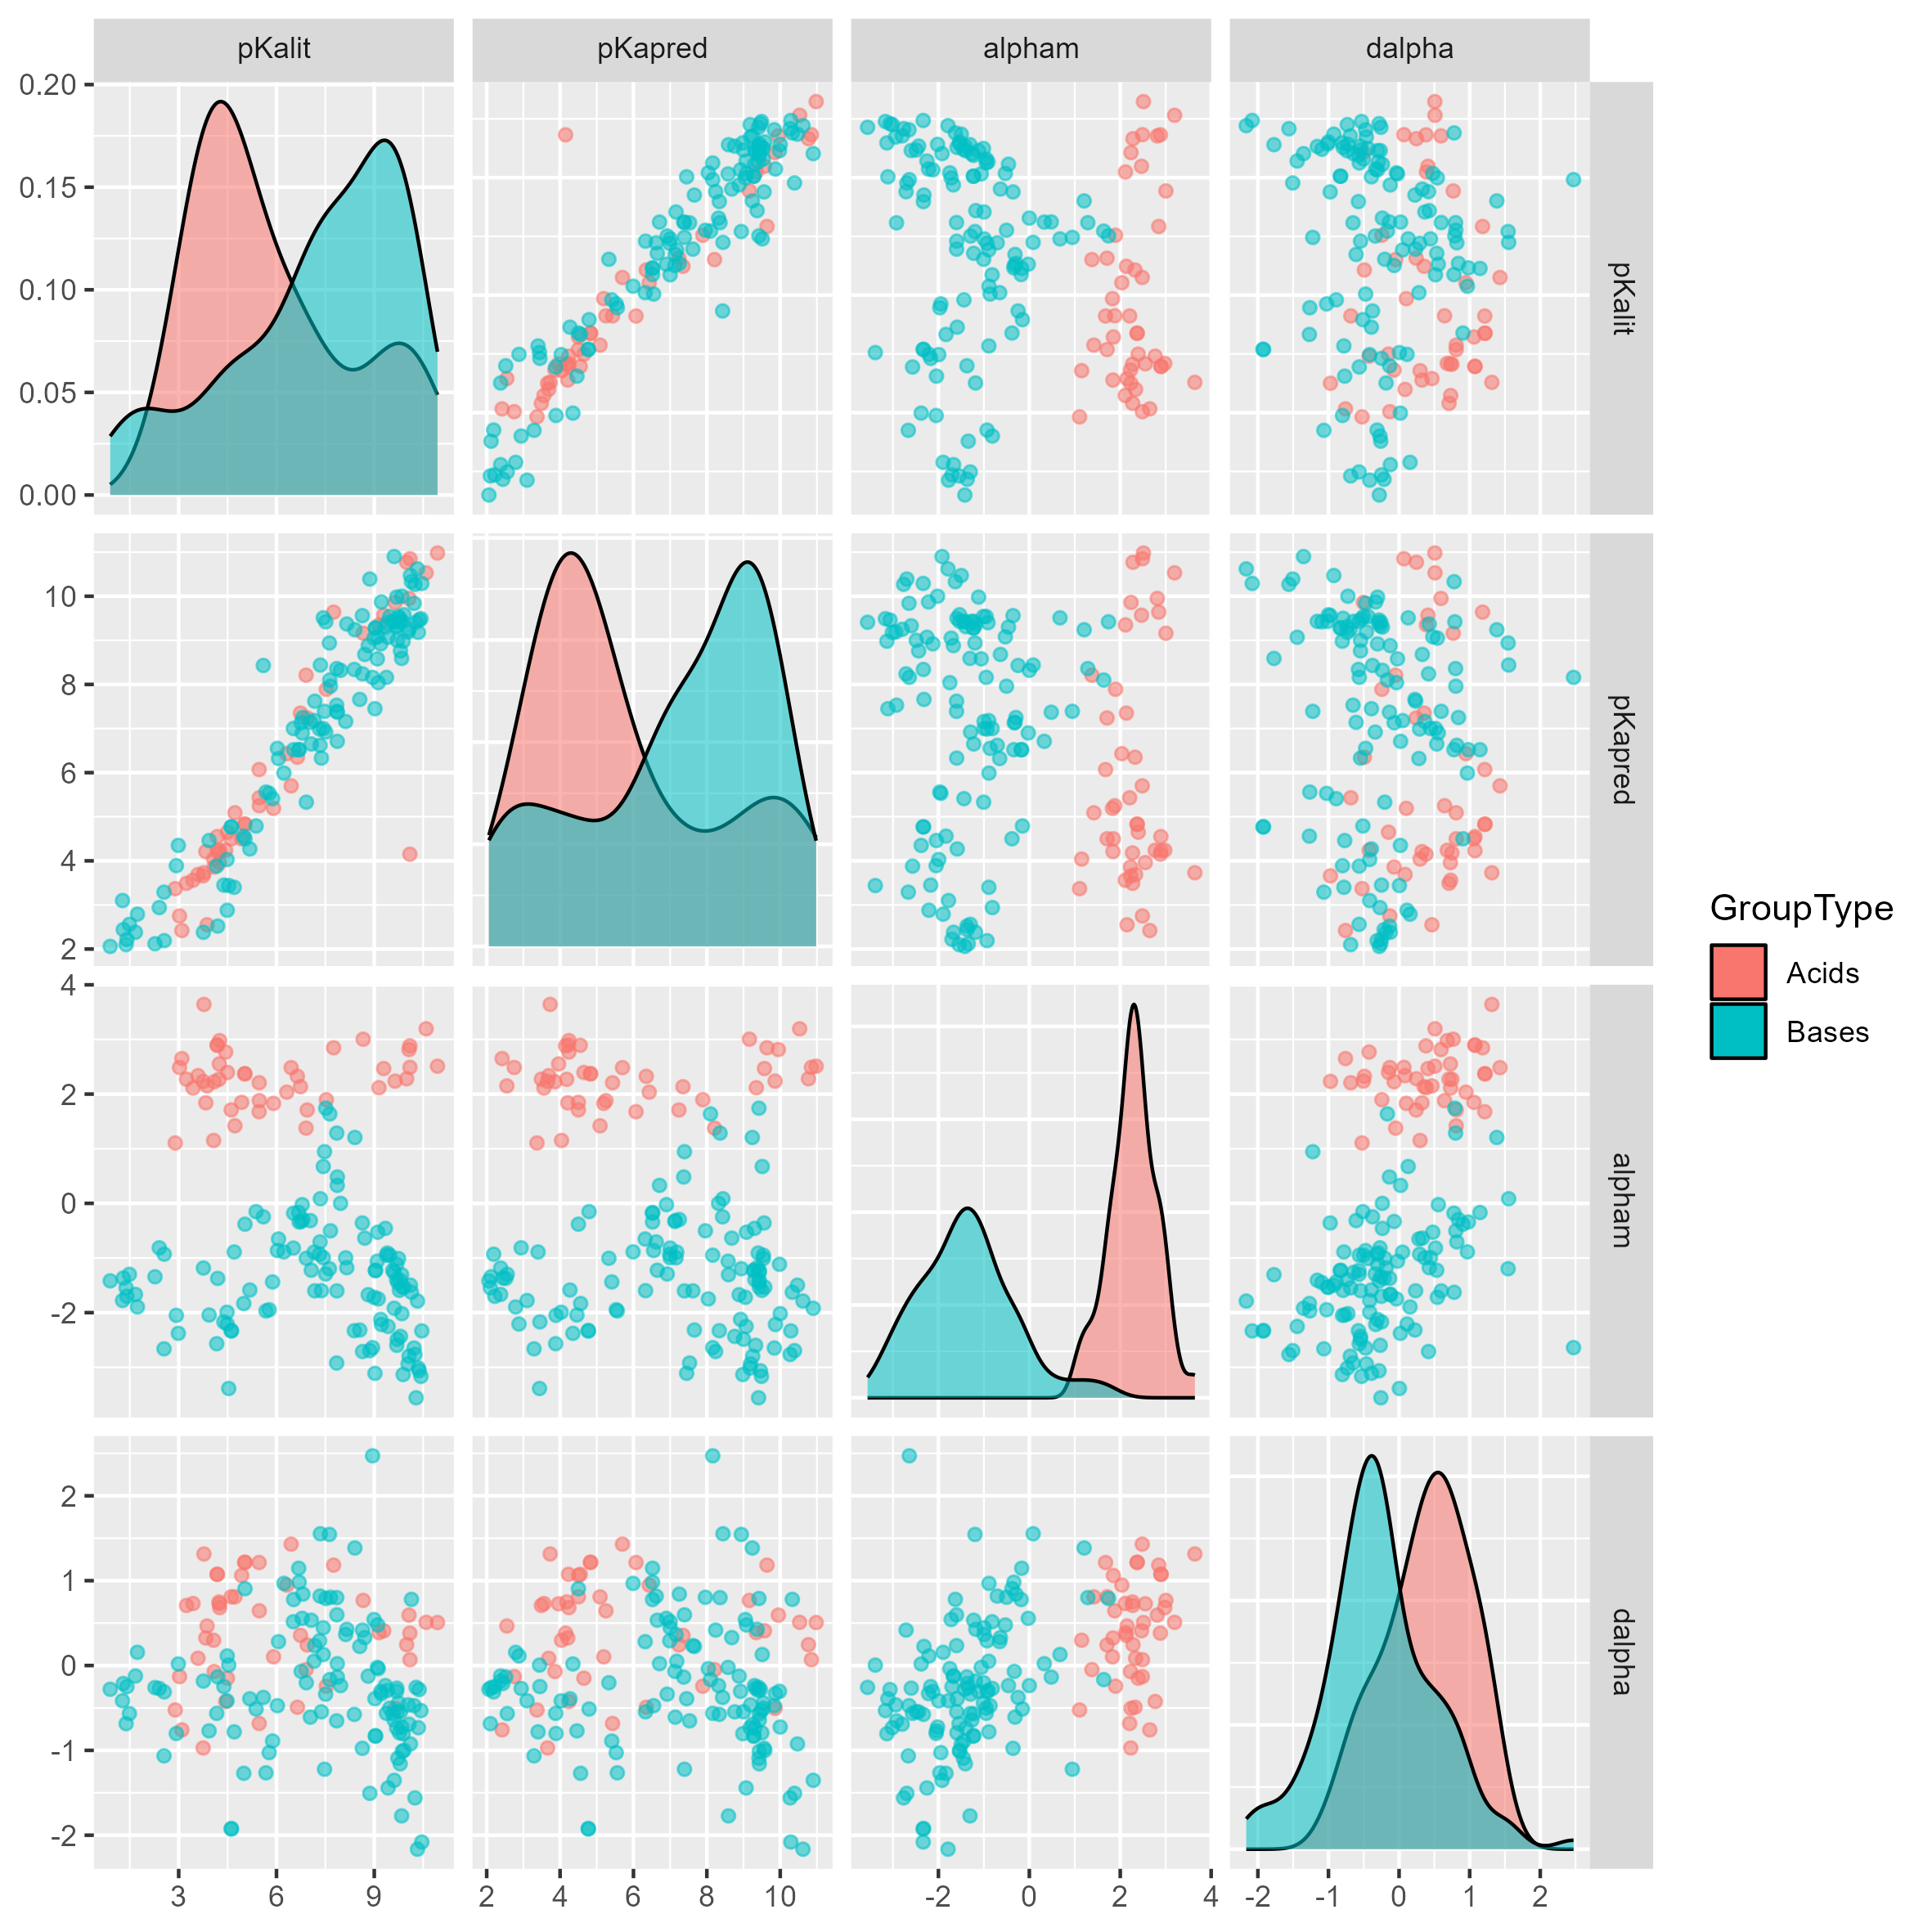 pKalit pKapred alpham dalpha
0.20
0.15
0.10
0.05
0.00
pKalit
10
8
6
4
2
pKapred
GroupType
Acids
Bases
4
2
0
-2
alpham
2
1
0
-1
-2
dalpha
3 6 9 2 4 6 8 10 -2 0 2 4 -2 -1 0 1 2